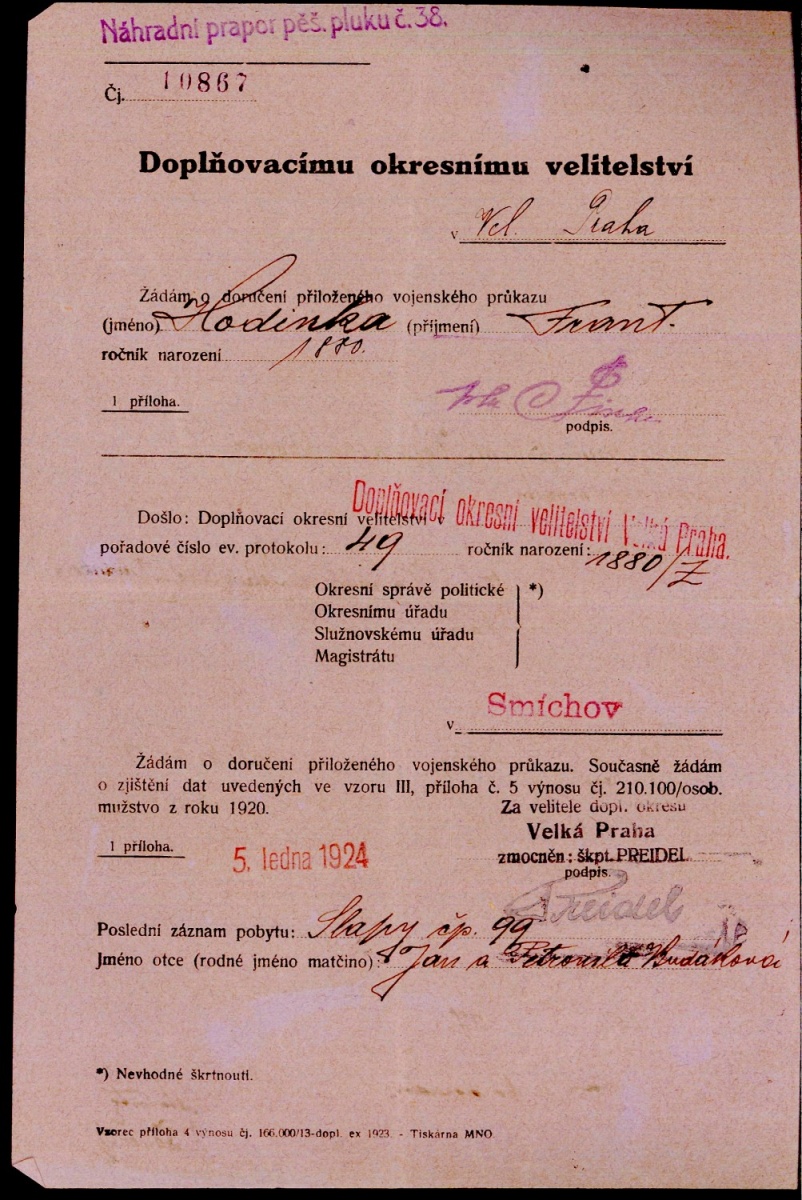 Náhradní prapor pěš. pluku č. 38.
Čj. 10867
Doplňovacímu okresnímu velitelství
v Vel. Praha
Žádám o doručení přiloženého vojenského průkazu
(jméno) Hodinka (příjmení) Frant.
ročník narození 1880.
1 příloha.
podpis.
Doplňovací okresní velitelství Velká Praha.
Došlo: Doplňovací okresní velitelství v
pořadové číslo ev. protokolu: 49 ročník narození: 1880/Z
Okresní správě politické *)
Okresnímu úřadu
Služnovskému úřadu
Magistrátu
v Smíchov
Žádám o doručení přiloženého vojenského průkazu. Současně žádám
o zjištění dat uvedených ve vzoru III, příloha č. 5 výnosu čj. 210.100/osob.
mužstvo z roku 1920.
Za velitele dopl. okresu
Velká Praha
1 příloha. 5. ledna 1924 zmocněn: škpt. PREIDEL
podpis.
Preidel
Poslední záznam pobytu: Slapy čp. 99
Jméno otce (rodné jméno matčino): Jan a Petronila
*) Nevhodné škrtnouti.
Vzorec příloha 4 výnosu čj. 166.000/13-dopl. ex 1923. - Tiskárna MNO.